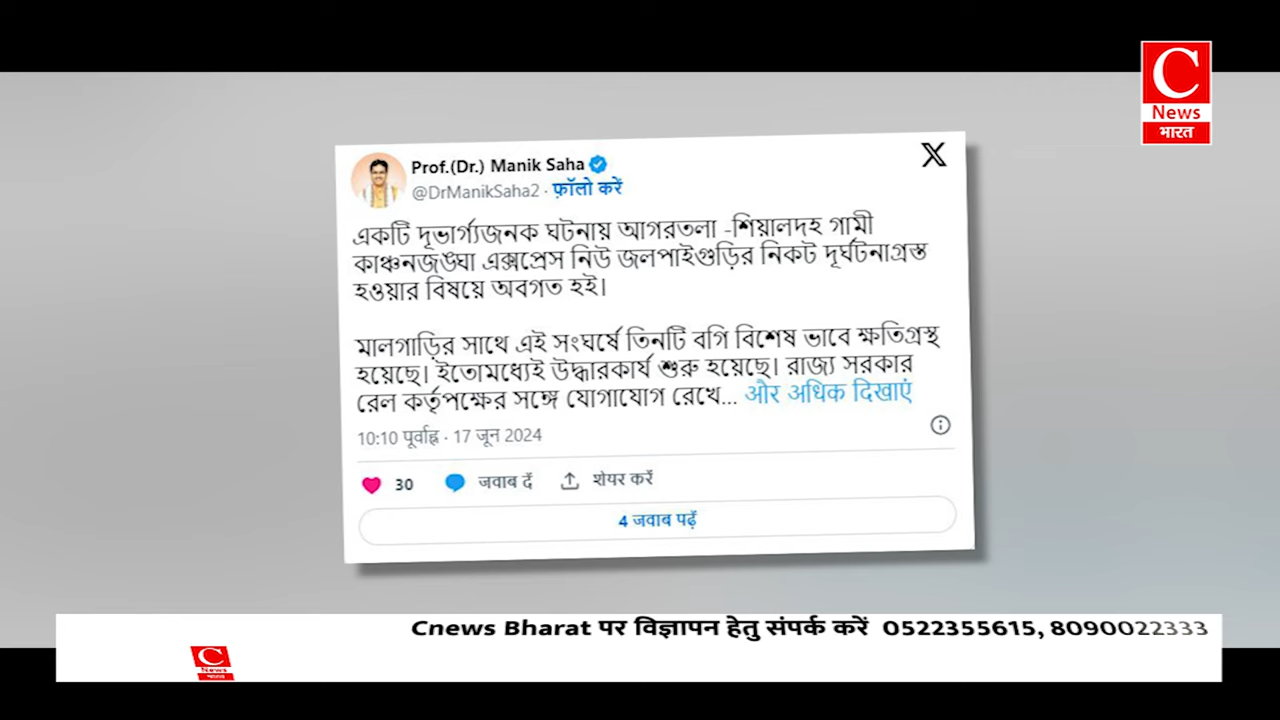 C
News
भारत
Prof.(Dr.) Manik Saha
@DrManikSaha2 · फ़ॉलो करें
একটি দূভার্গ্যজনক ঘটনায় আগরতলা -শিয়ালদহ গামী
কাঞ্চনজঙ্ঘা এক্সপ্রেস নিউ জলপাইগুড়ির নিকট দূর্ঘটনাগ্রস্ত
হওয়ার বিষয়ে অবগত হই।
মালগাড়ির সাথে এই সংঘর্ষে তিনটি বগি বিশেষ ভাবে ক্ষতিগ্রস্থ
হয়েছে। ইতোমধ্যেই উদ্ধারকার্য শুরু হয়েছে। রাজ্য সরকার
রেল কর্তৃপক্ষের সঙ্গে যোগাযোগ রেখে... और अधिक दिखाएं
10:10 पूर्वाह्न · 17 जून 2024
30 जवाब दें शेयर करें
4 जवाब पढ़ें
Cnews Bharat पर विज्ञापन हेतु संपर्क करें 0522355615, 8090022333
C
News
भारत